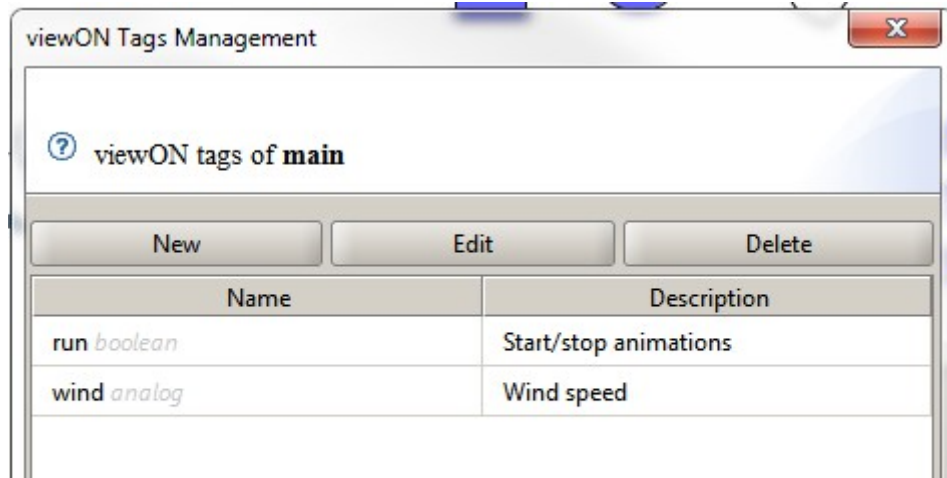 viewON Tags Management
viewON tags of main
New Edit Delete
Name Description
run boolean Start/stop animations
wind analog Wind speed